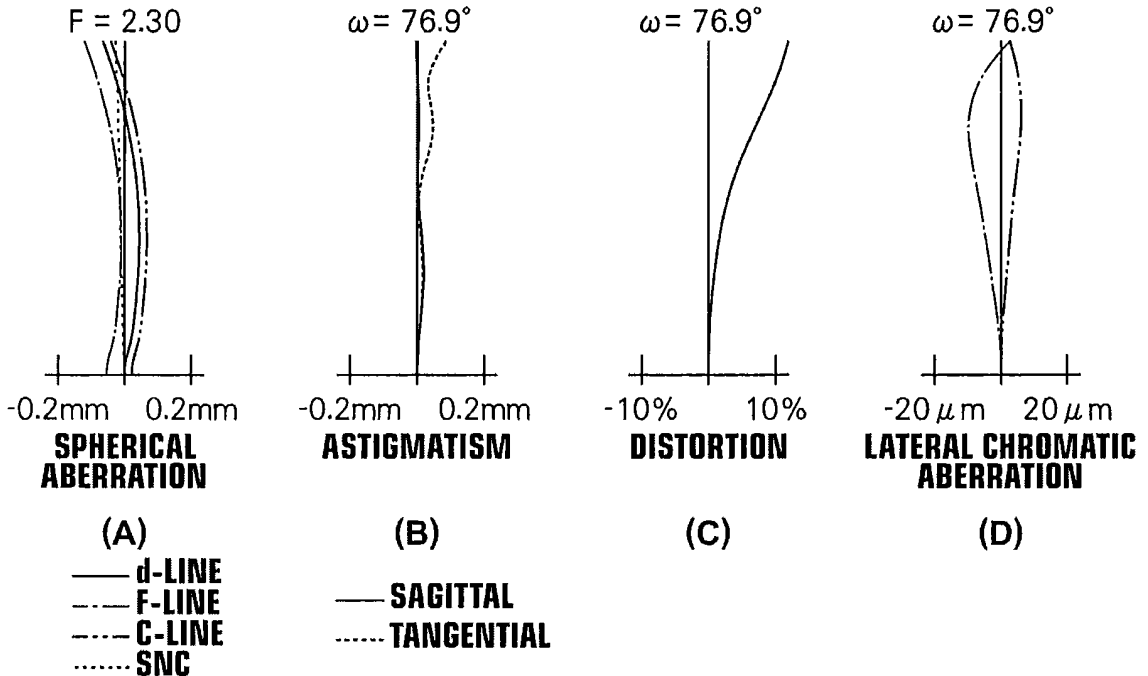 F = 2.30
ω = 76.9°
ω = 76.9°
ω = 76.9°
-0.2mm 0.2mm
-0.2mm 0.2mm
-10% 10%
-20 μm 20 μm
SPHERICAL
ABERRATION
ASTIGMATISM
DISTORTION
LATERAL CHROMATIC
ABERRATION
(A)
(B)
(C)
(D)
d-LINE
F-LINE
C-LINE
SNC
SAGITTAL
TANGENTIAL